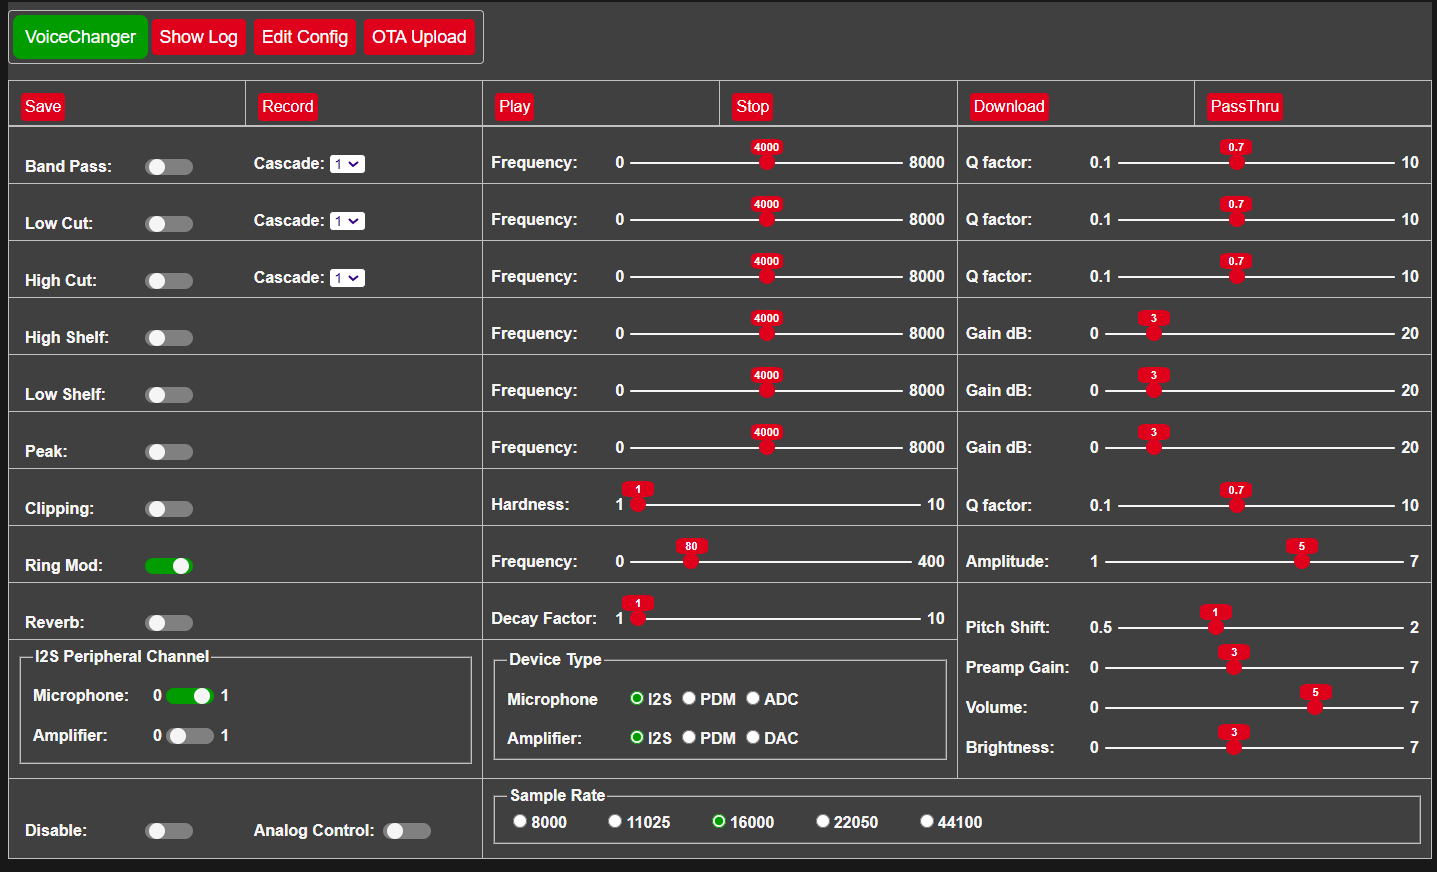 VoiceChanger Show Log Edit Config OTA Upload
Save Record Play Stop Download PassThru
Band Pass: Cascade: 1 Frequency: 0 4000 8000 Q factor: 0.1 0.7 10
Low Cut: Cascade: 1 Frequency: 0 4000 8000 Q factor: 0.1 0.7 10
High Cut: Cascade: 1 Frequency: 0 4000 8000 Q factor: 0.1 0.7 10
High Shelf: Frequency: 0 4000 8000 Gain dB: 0 3 20
Low Shelf: Frequency: 0 4000 8000 Gain dB: 0 3 20
Peak: Frequency: 0 4000 8000 Gain dB: 0 3 20
Clipping: Hardness: 1 1 10 Q factor: 0.1 0.7 10
Ring Mod: Frequency: 0 80 400 Amplitude: 1 5 7
Reverb: Decay Factor: 1 1 10 Pitch Shift: 0.5 1 2
I2S Peripheral Channel Device Type Preamp Gain: 0 3 7
Microphone: 0 1 Microphone I2S PDM ADC Volume: 0 5 7
Amplifier: 0 1 Amplifier: I2S PDM DAC Brightness: 0 3 7
Sample Rate
Disable: Analog Control: 8000 11025 16000 22050 44100